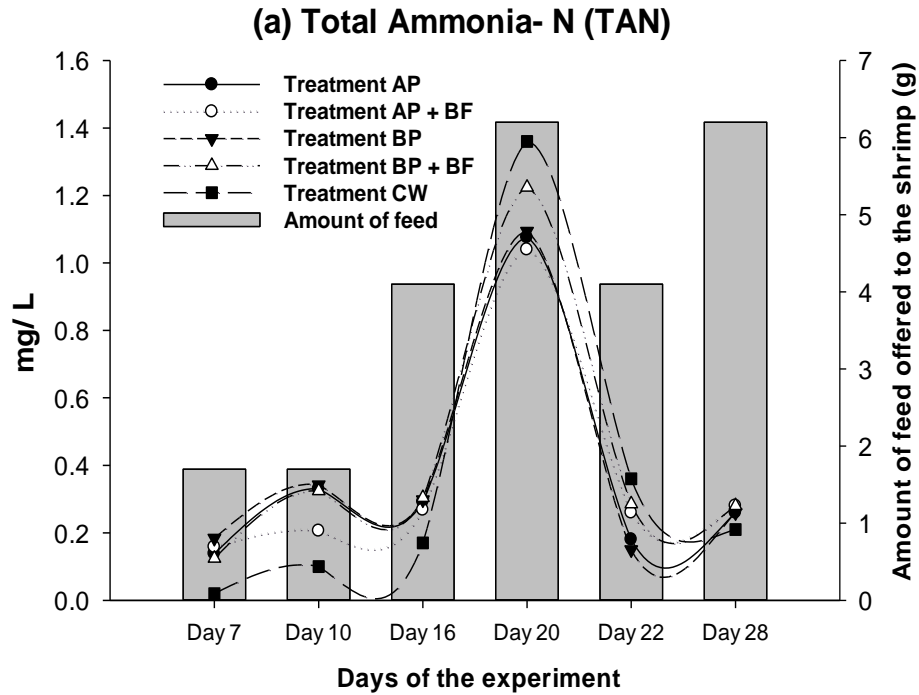 (a) Total Ammonia- N (TAN)
1.6
1.4
1.2
1.0
0.8
0.6
0.4
0.2
0.0
mg/ L
Treatment AP
Treatment AP + BF
Treatment BP
Treatment BP + BF
Treatment CW
Amount of feed
7
6
5
4
3
2
1
0
Amount of feed offered to the shrimp (g)
Day 7 Day 10 Day 16 Day 20 Day 22 Day 28
Days of the experiment